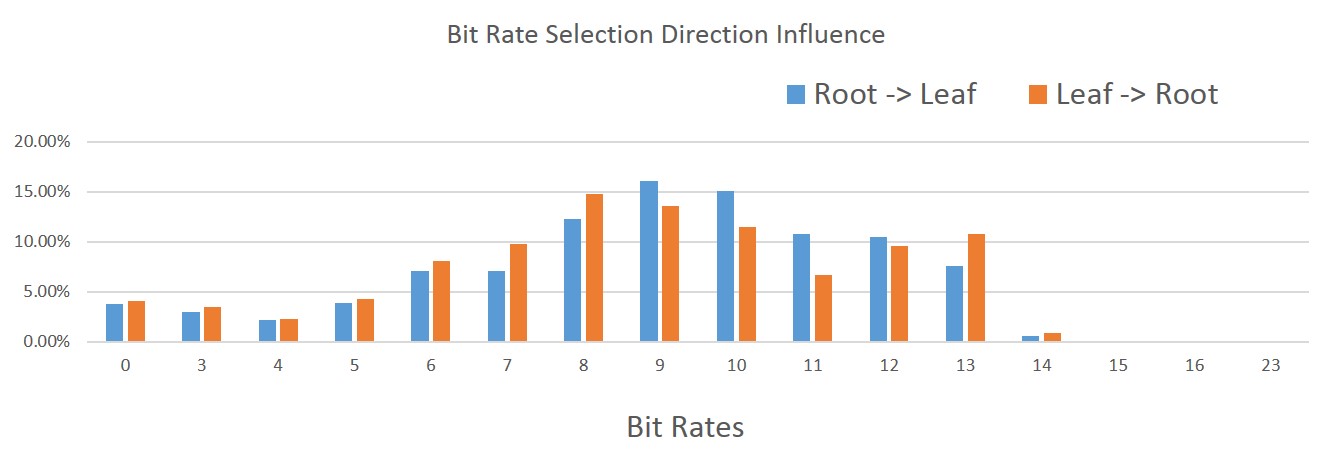 Bit Rate Selection Direction Influence
Root -> Leaf Leaf -> Root
20.00%
15.00%
10.00%
5.00%
0.00%
0 3 4 5 6 7 8 9 10 11 12 13 14 15 16 23
Bit Rates